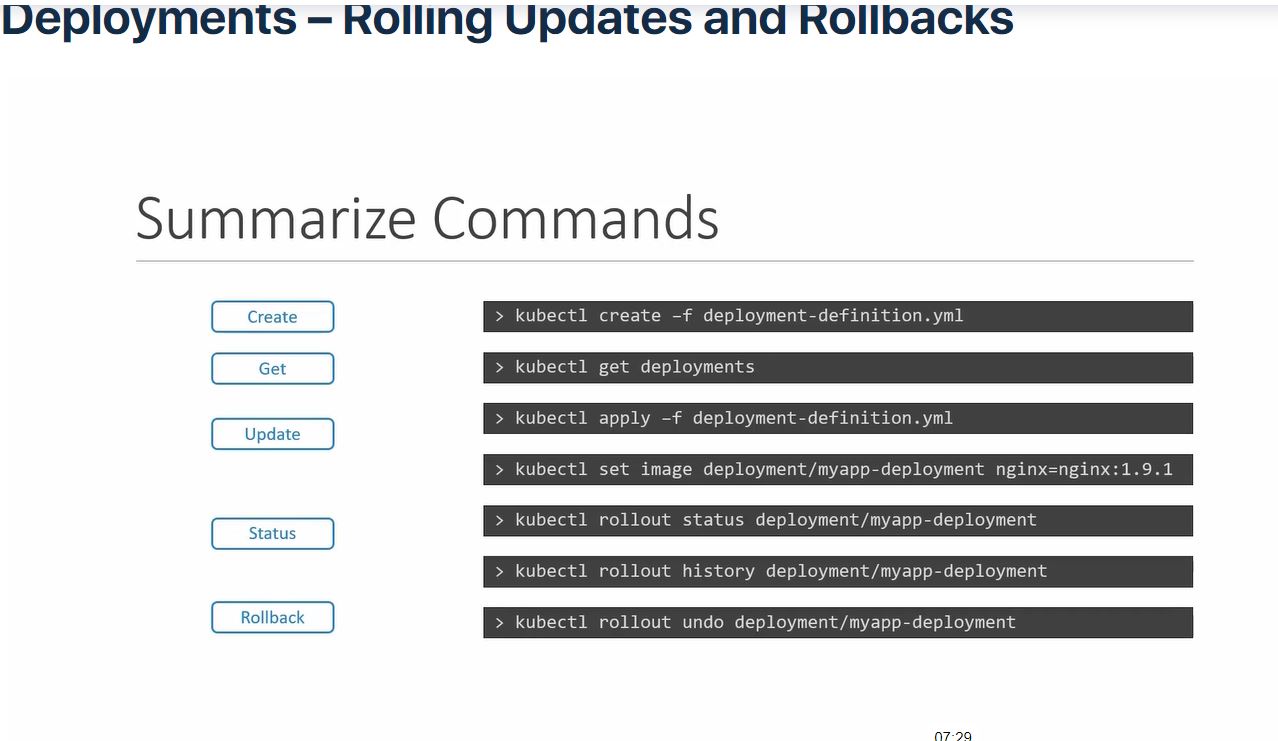 Deployments – Rolling Updates and Rollbacks
Summarize Commands
Create
> kubectl create –f deployment-definition.yml
Get
> kubectl get deployments
Update
> kubectl apply –f deployment-definition.yml
> kubectl set image deployment/myapp-deployment nginx=nginx:1.9.1
Status
> kubectl rollout status deployment/myapp-deployment
> kubectl rollout history deployment/myapp-deployment
Rollback
> kubectl rollout undo deployment/myapp-deployment
07:29